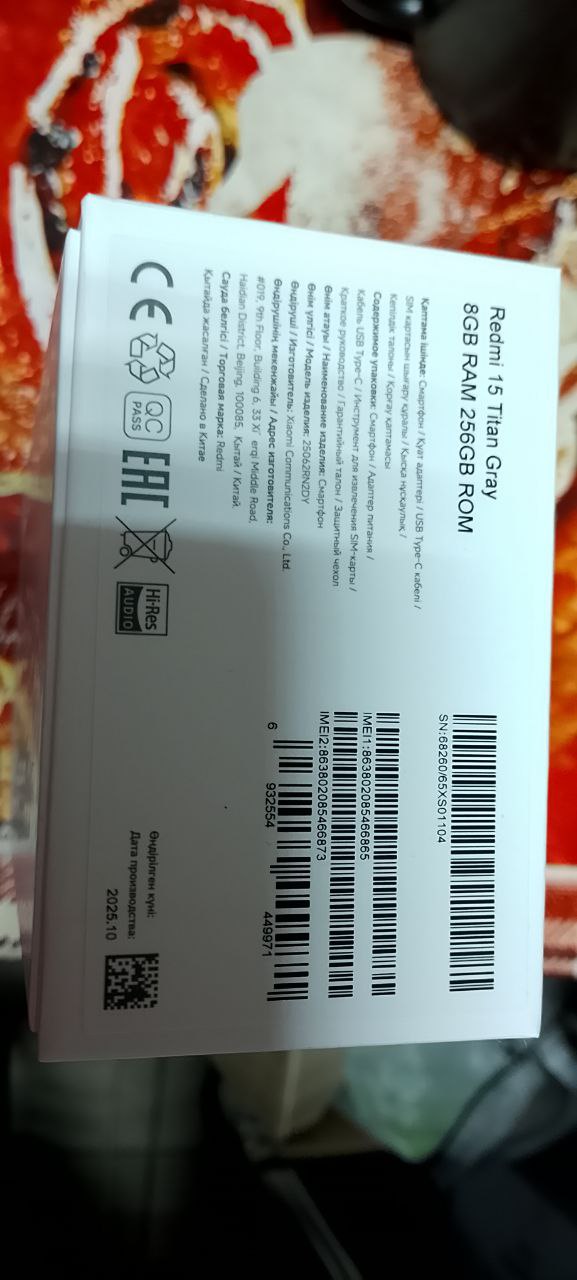 Redmi 15 Titan Gray
8GB RAM 256GB ROM
Қаптама ішінде: Смартфон / Қуат адаптері / USB Type-C кабелі /
SIM картасын шығару құралы / Қысқа нұсқаулық /
Кепілдік талоны / Қорғау қаптамасы
Содержимое упаковки: Смартфон / Адаптер питания /
Кабель USB Type-C / Инструмент для извлечения SIM-карты /
Краткое руководство / Гарантийный талон / Защитный чехол
Өнім атауы / Наименование изделия: Смартфон
Өнім үлгісі / Модель изделия: 25062RN2DY
Өндіруші / Изготовитель: Xiaomi Communications Co., Ltd.
Өндірушінің мекенжайы / Адрес изготовителя:
#019, 9th Floor, Building 6, 33 Xi'erqi Middle Road,
Haidian District, Beijing, 100085, Қытай / Китай
Сауда белгісі / Торговая марка: Redmi
Қытайда жасалған / Сделано в Китае
CE
QC
PASS
EAC
Hi-Res
AUDIO
SN:68260/65XS01104
IMEI1:863802085466865
IMEI2:863802085466873
6 932554 449971
Өндірілген күні:
Дата производства:
2025.10